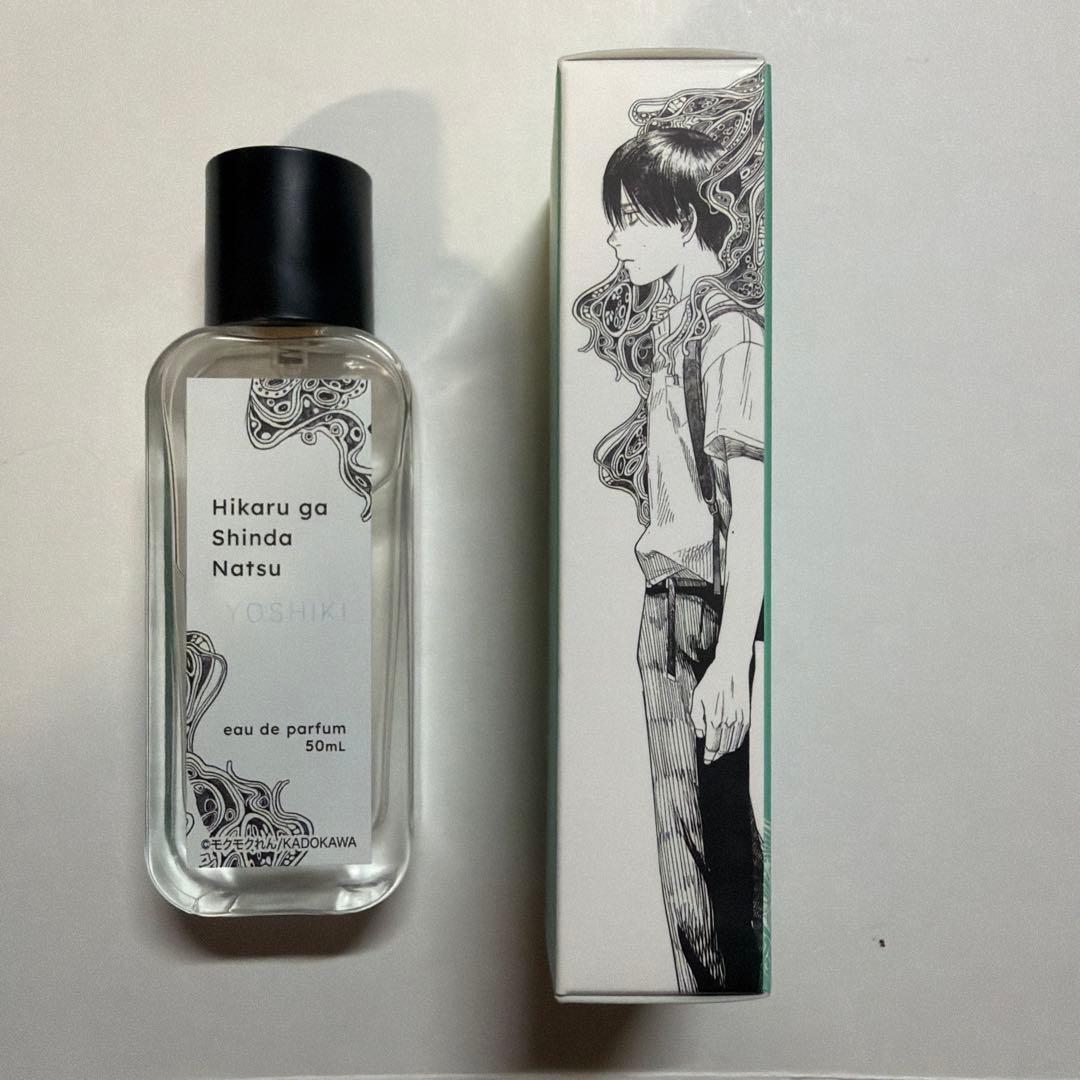 Hikaru ga
Shinda
Natsu
YOSHIKI
eau de parfum
50mL
©モクモクれん/KADOKAWA